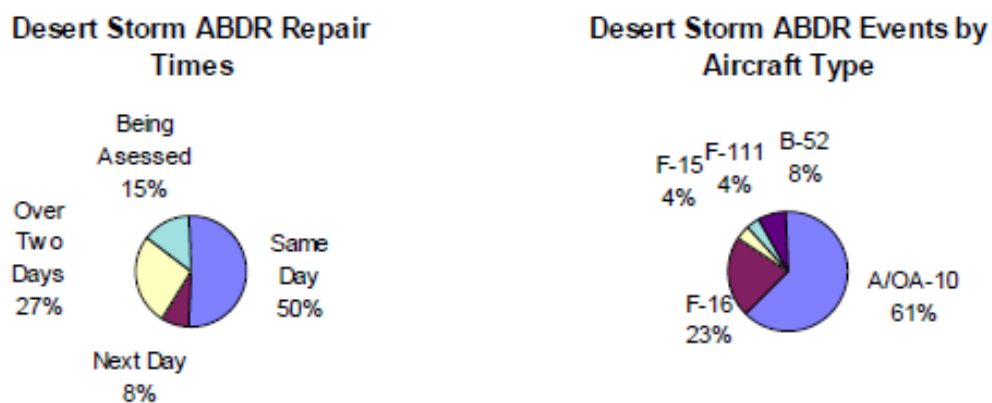 Desert Storm ABDR Repair
Times
Being
Asessed
15%
Over
Two
Days
27%
Same
Day
50%
Next Day
8%
Desert Storm ABDR Events by
Aircraft Type
F-15
4%
F-111
4%
B-52
8%
F-16
23%
A/OA-10
61%